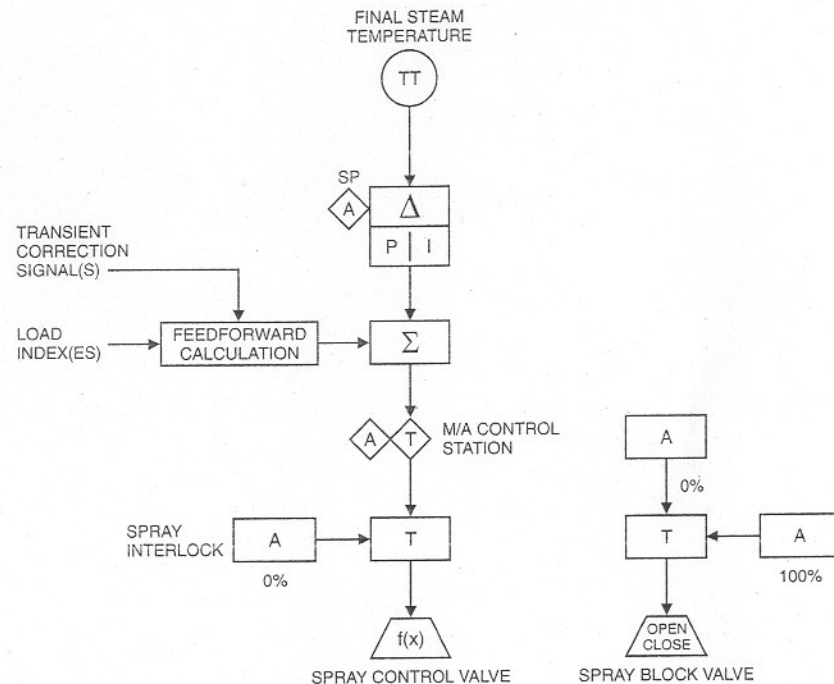 FINAL STEAM
TEMPERATURE
TT
SP
A
Δ
P I
TRANSIENT
CORRECTION
SIGNAL(S)
LOAD
INDEX(ES)
FEEDFORWARD
CALCULATION
Σ
A T
M/A CONTROL
STATION
A
0%
SPRAY
INTERLOCK
A
0%
T
T
A
100%
f(x)
OPEN
CLOSE
SPRAY CONTROL VALVE
SPRAY BLOCK VALVE